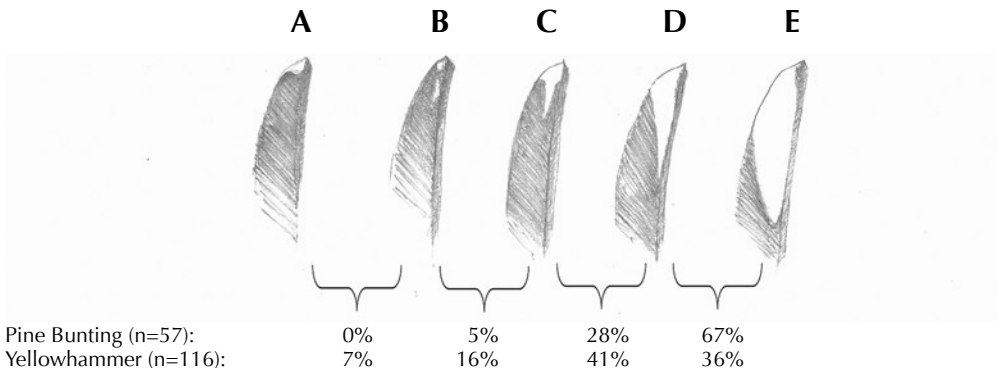 A B C D E
Pine Bunting (n=57): 0% 5% 28% 67%
Yellowhammer (n=116): 7% 16% 41% 36%